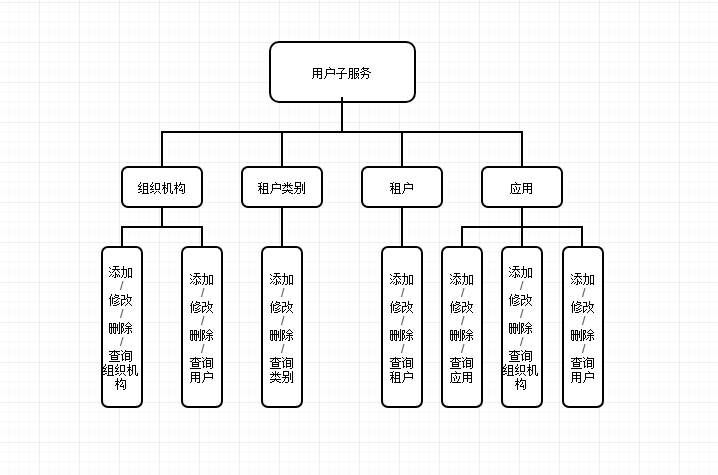 用户子服务
组织机构
租户类别
租户
应用
添加
/
修改
/
删除
/
查询
组织机
构
添加
/
修改
/
删除
/
查询
用户
添加
/
修改
/
删除
/
查询
类别
添加
/
修改
/
删除
/
查询
租户
添加
/
修改
/
删除
/
查询
应用
添加
/
修改
/
删除
/
查询
组织机
构
添加
/
修改
/
删除
/
查询
用户